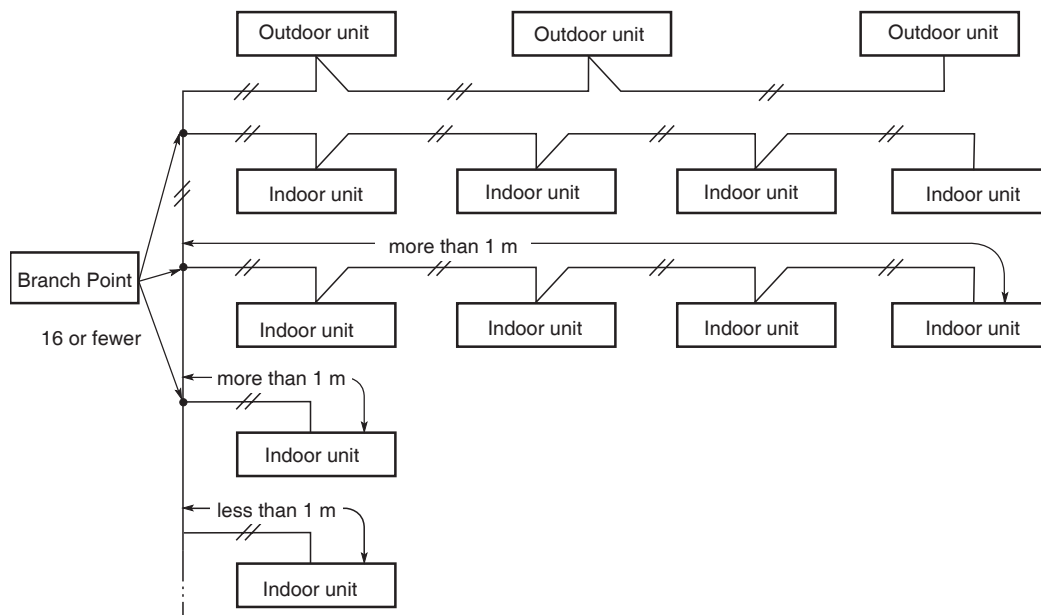 Outdoor unit Outdoor unit Outdoor unit
Indoor unit Indoor unit Indoor unit Indoor unit
more than 1 m
Branch Point
16 or fewer
Indoor unit Indoor unit Indoor unit Indoor unit
more than 1 m
Indoor unit
less than 1 m
Indoor unit